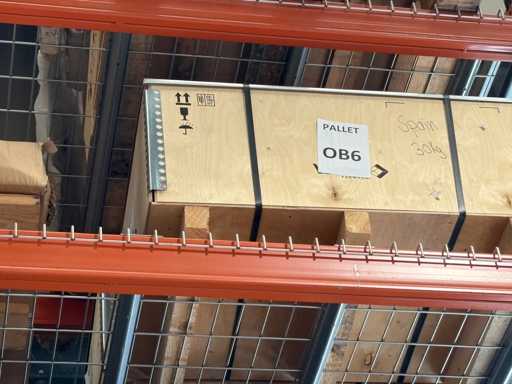 PALLET
OB6
Spain
30kg